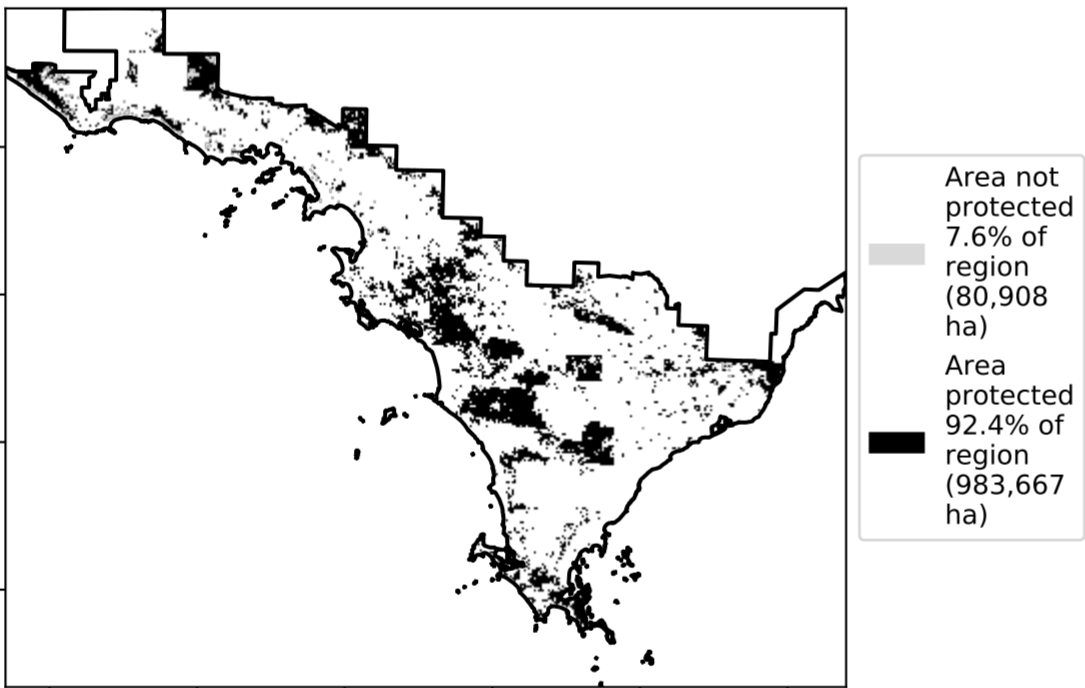 Area not
protected
7.6% of
region
(80,908
ha)
Area
protected
92.4% of
region
(983,667
ha)